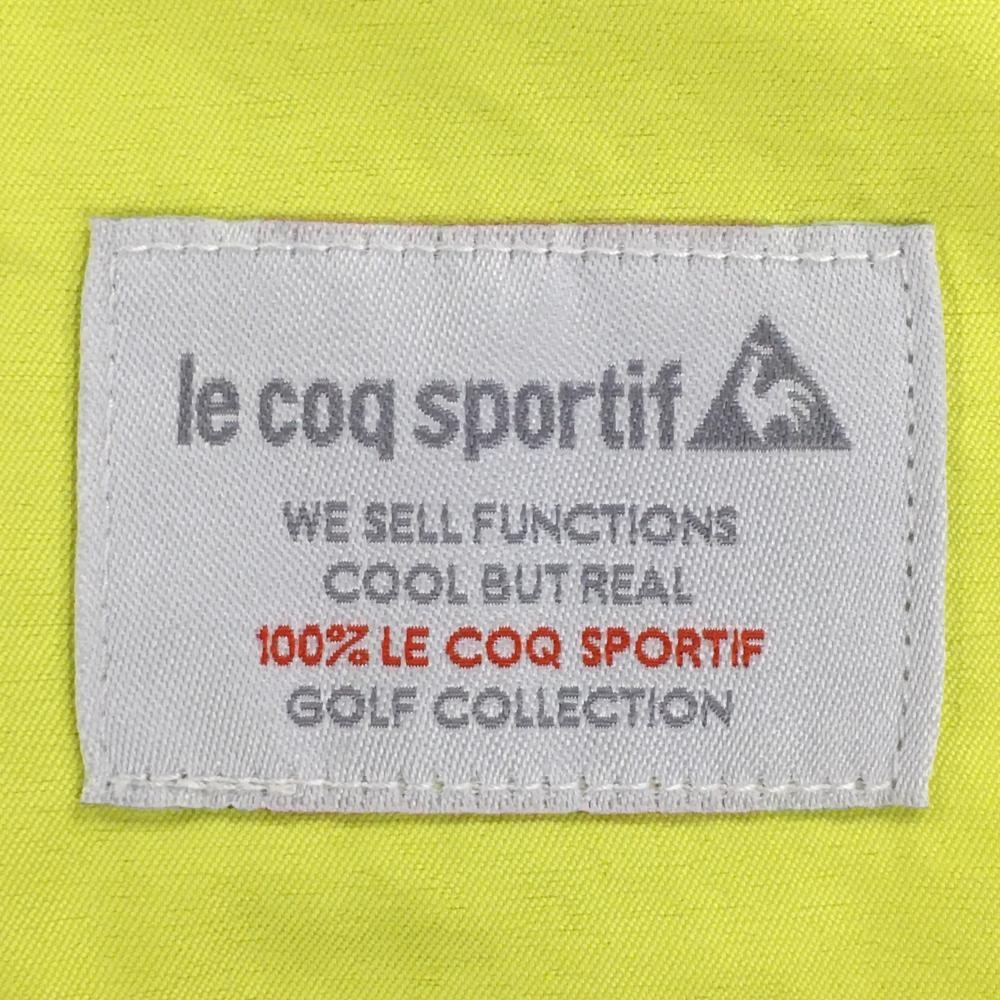 le coq sportif
WE SELL FUNCTIONS
COOL BUT REAL
100% LE COQ SPORTIF
GOLF COLLECTION